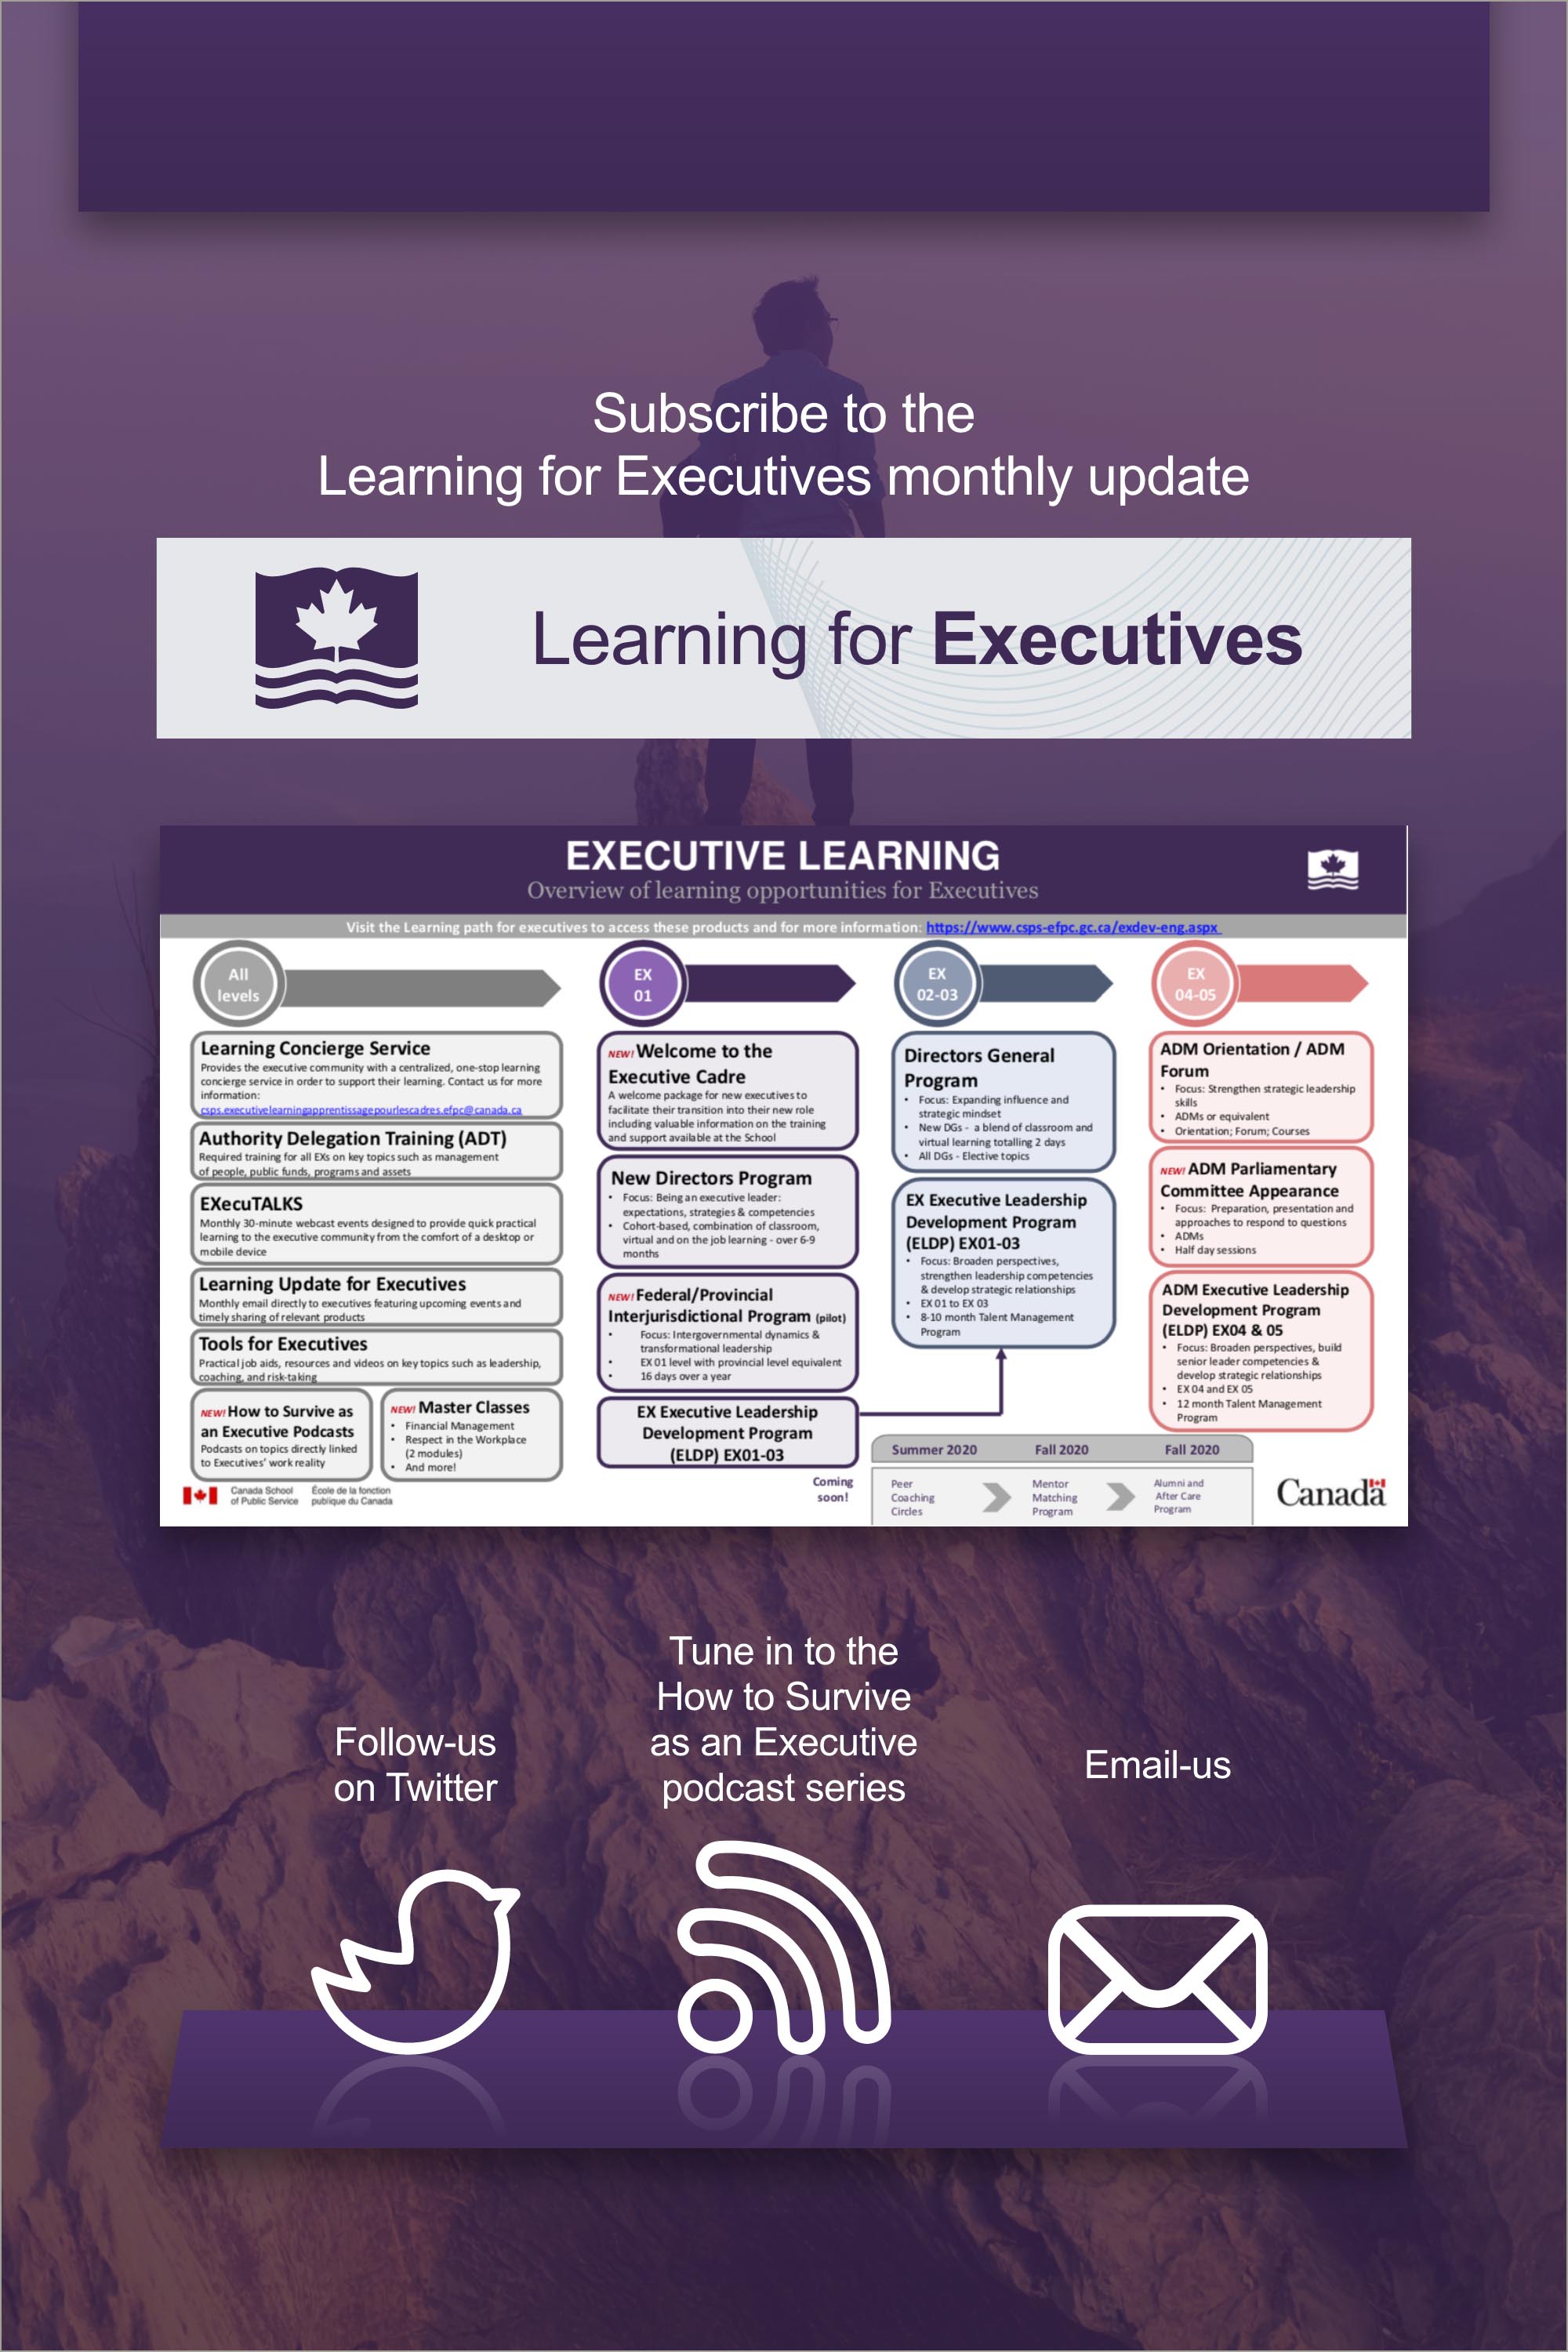 Subscribe to the
Learning for Executives monthly update
Learning for Executives
EXECUTIVE LEARNING
Overview of learning opportunities for Executives
Visit the Learning path for executives to access these products and for more information: https://www.csps-efpc.gc.ca/exdev-eng.aspx
All
levels
Learning Concierge Service
Provides the executive community with a centralized, one-stop learning
concierge service in order to support their learning. Contact us for more
information:
csps.executivelearningapprentissagepourlescadres.efpc@canada.ca
Authority Delegation Training (ADT)
Required training for all EXs on key topics such as management
of people, public funds, programs and assets
EXecuTALKS
Monthly 30-minute webcast events designed to provide quick practical
learning to the executive community from the comfort of a desktop or
mobile device
Learning Update for Executives
Monthly email directly to executives featuring upcoming events and
timely sharing of relevant products
Tools for Executives
Practical job aids, resources and videos on key topics such as leadership,
coaching, and risk-taking
NEW! How to Survive as
an Executive Podcasts
Podcasts on topics directly linked
to Executives' work reality
NEW! Master Classes
• Financial Management
• Respect in the Workplace
(2 modules)
• And more!
EX
01
NEW! Welcome to the
Executive Cadre
A welcome package for new executives to
facilitate their transition into their new role
including valuable information on the training
and support available at the School
New Directors Program
• Focus: Being an executive leader:
expectations, strategies & competencies
• Cohort-based, combination of classroom,
virtual and on the job learning - over 6-9
months
NEW! Federal/Provincial
Interjurisdictional Program (pilot)
• Focus: Intergovernmental dynamics &
transformational leadership
• EX 01 level with provincial level equivalent
• 16 days over a year
EX Executive Leadership
Development Program
(ELDP) EX01-03
EX
02-03
Directors General
Program
• Focus: Expanding influence and
strategic mindset
• New DGs - a blend of classroom and
virtual learning totalling 2 days
• All DGs - Elective topics
EX Executive Leadership
Development Program
(ELDP) EX01-03
• Focus: Broaden perspectives,
strengthen leadership competencies
& develop strategic relationships
• EX 01 to EX 03
• 8-10 month Talent Management
Program
EX
04-05
ADM Orientation / ADM
Forum
• Focus: Strengthen strategic leadership
skills
• ADMs or equivalent
• Orientation; Forum; Courses
NEW! ADM Parliamentary
Committee Appearance
• Focus: Preparation, presentation and
approaches to respond to questions
• ADMs
• Half day sessions
ADM Executive Leadership
Development Program
(ELDP) EX04 & 05
• Focus: Broaden perspectives, build
senior leader competencies &
develop strategic relationships
• EX 04 and EX 05
• 12 month Talent Management
Program
Coming
soon!
Summer 2020 Fall 2020 Fall 2020
Peer
Coaching
Circles
Mentor
Matching
Program
Alumni and
After Care
Program
Canada School
of Public Service
École de la fonction
publique du Canada
Canada
Follow-us
on Twitter
Tune in to the
How to Survive
as an Executive
podcast series
Email-us